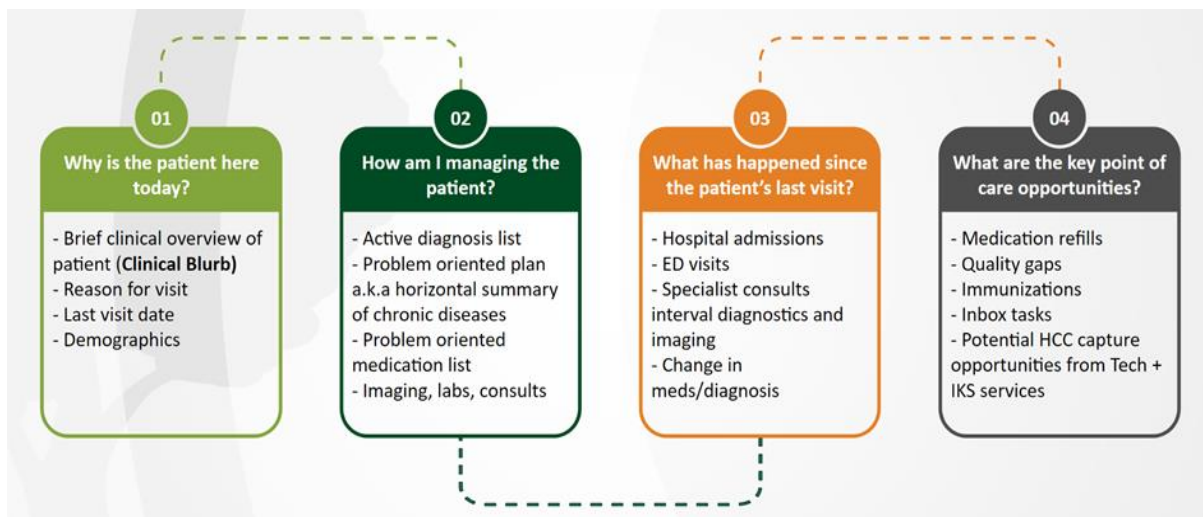 01
Why is the patient here
today?
- Brief clinical overview of
patient (Clinical Blurb)
- Reason for visit
- Last visit date
- Demographics
02
How am I managing the
patient?
- Active diagnosis list
- Problem oriented plan
a.k.a horizontal summary
of chronic diseases
- Problem oriented
medication list
- Imaging, labs, consults
03
What has happened since
the patient’s last visit?
- Hospital admissions
- ED visits
- Specialist consults
interval diagnostics and
imaging
- Change in
meds/diagnosis
04
What are the key point of
care opportunities?
- Medication refills
- Quality gaps
- Immunizations
- Inbox tasks
- Potential HCC capture
opportunities from Tech +
IKS services